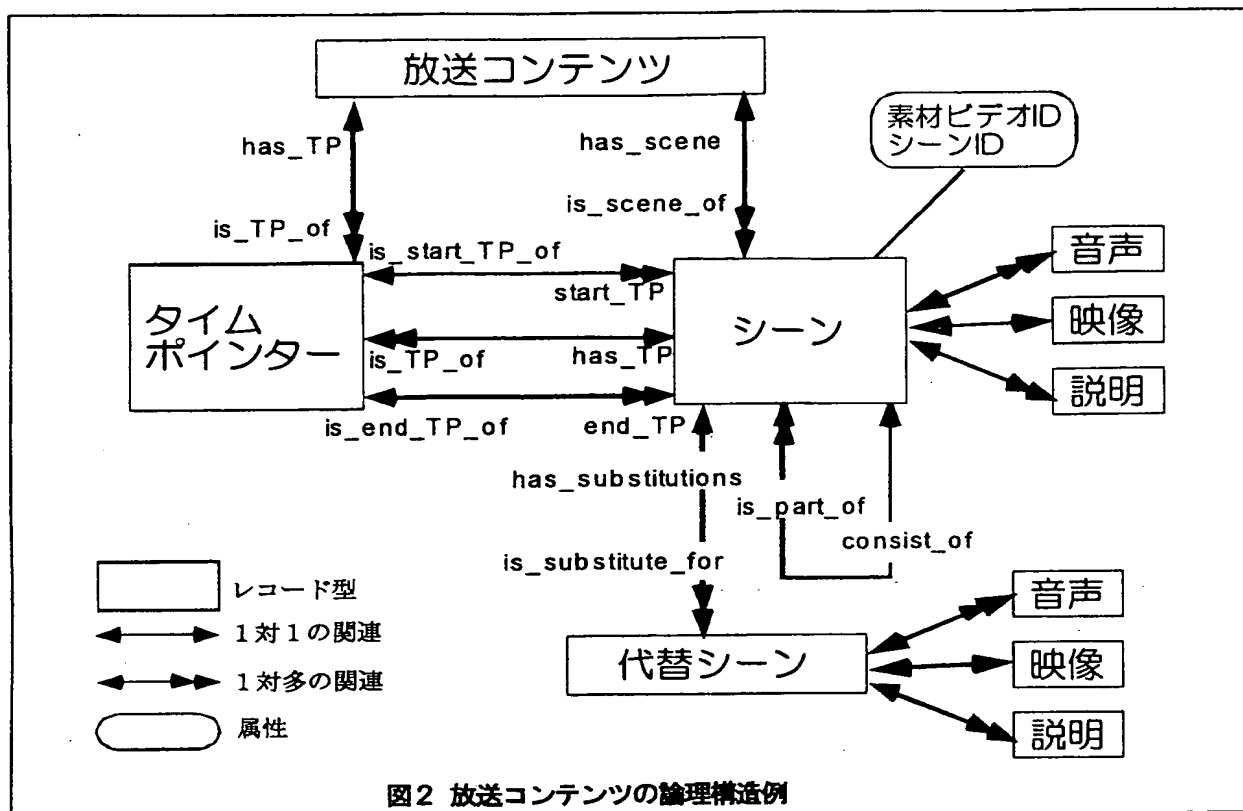 放送コンテンツ
素材ビデオID
シーンID
has_TP
has_scene
is_TP_of
is_scene_of
is_start_TP_of
start_TP
タイム
ポインター
シーン
is_TP_of
has_TP
is_end_TP_of
end_TP
音声
映像
説明
has_substitutions
is_part_of
consist_of
is_substitute_for
代替シーン
音声
映像
説明
レコード型
1対1の関連
1対多の関連
属性
図2 放送コンテンツの論理構造例